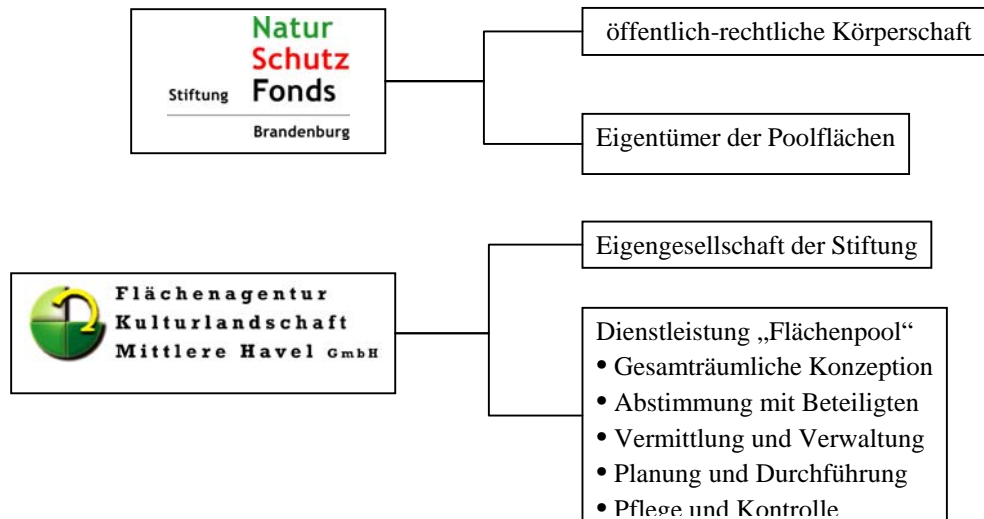 Natur
Schutz
Stiftung Fonds
Brandenburg
öffentlich-rechtliche Körperschaft
Eigentümer der Poolflächen
Flächenagentur
Kulturlandschaft
Mittlere Havel GmbH
Eigengesellschaft der Stiftung
Dienstleistung „Flächenpool“
• Gesamträumliche Konzeption
• Abstimmung mit Beteiligten
• Vermittlung und Verwaltung
• Planung und Durchführung
• Pflege und Kontrolle